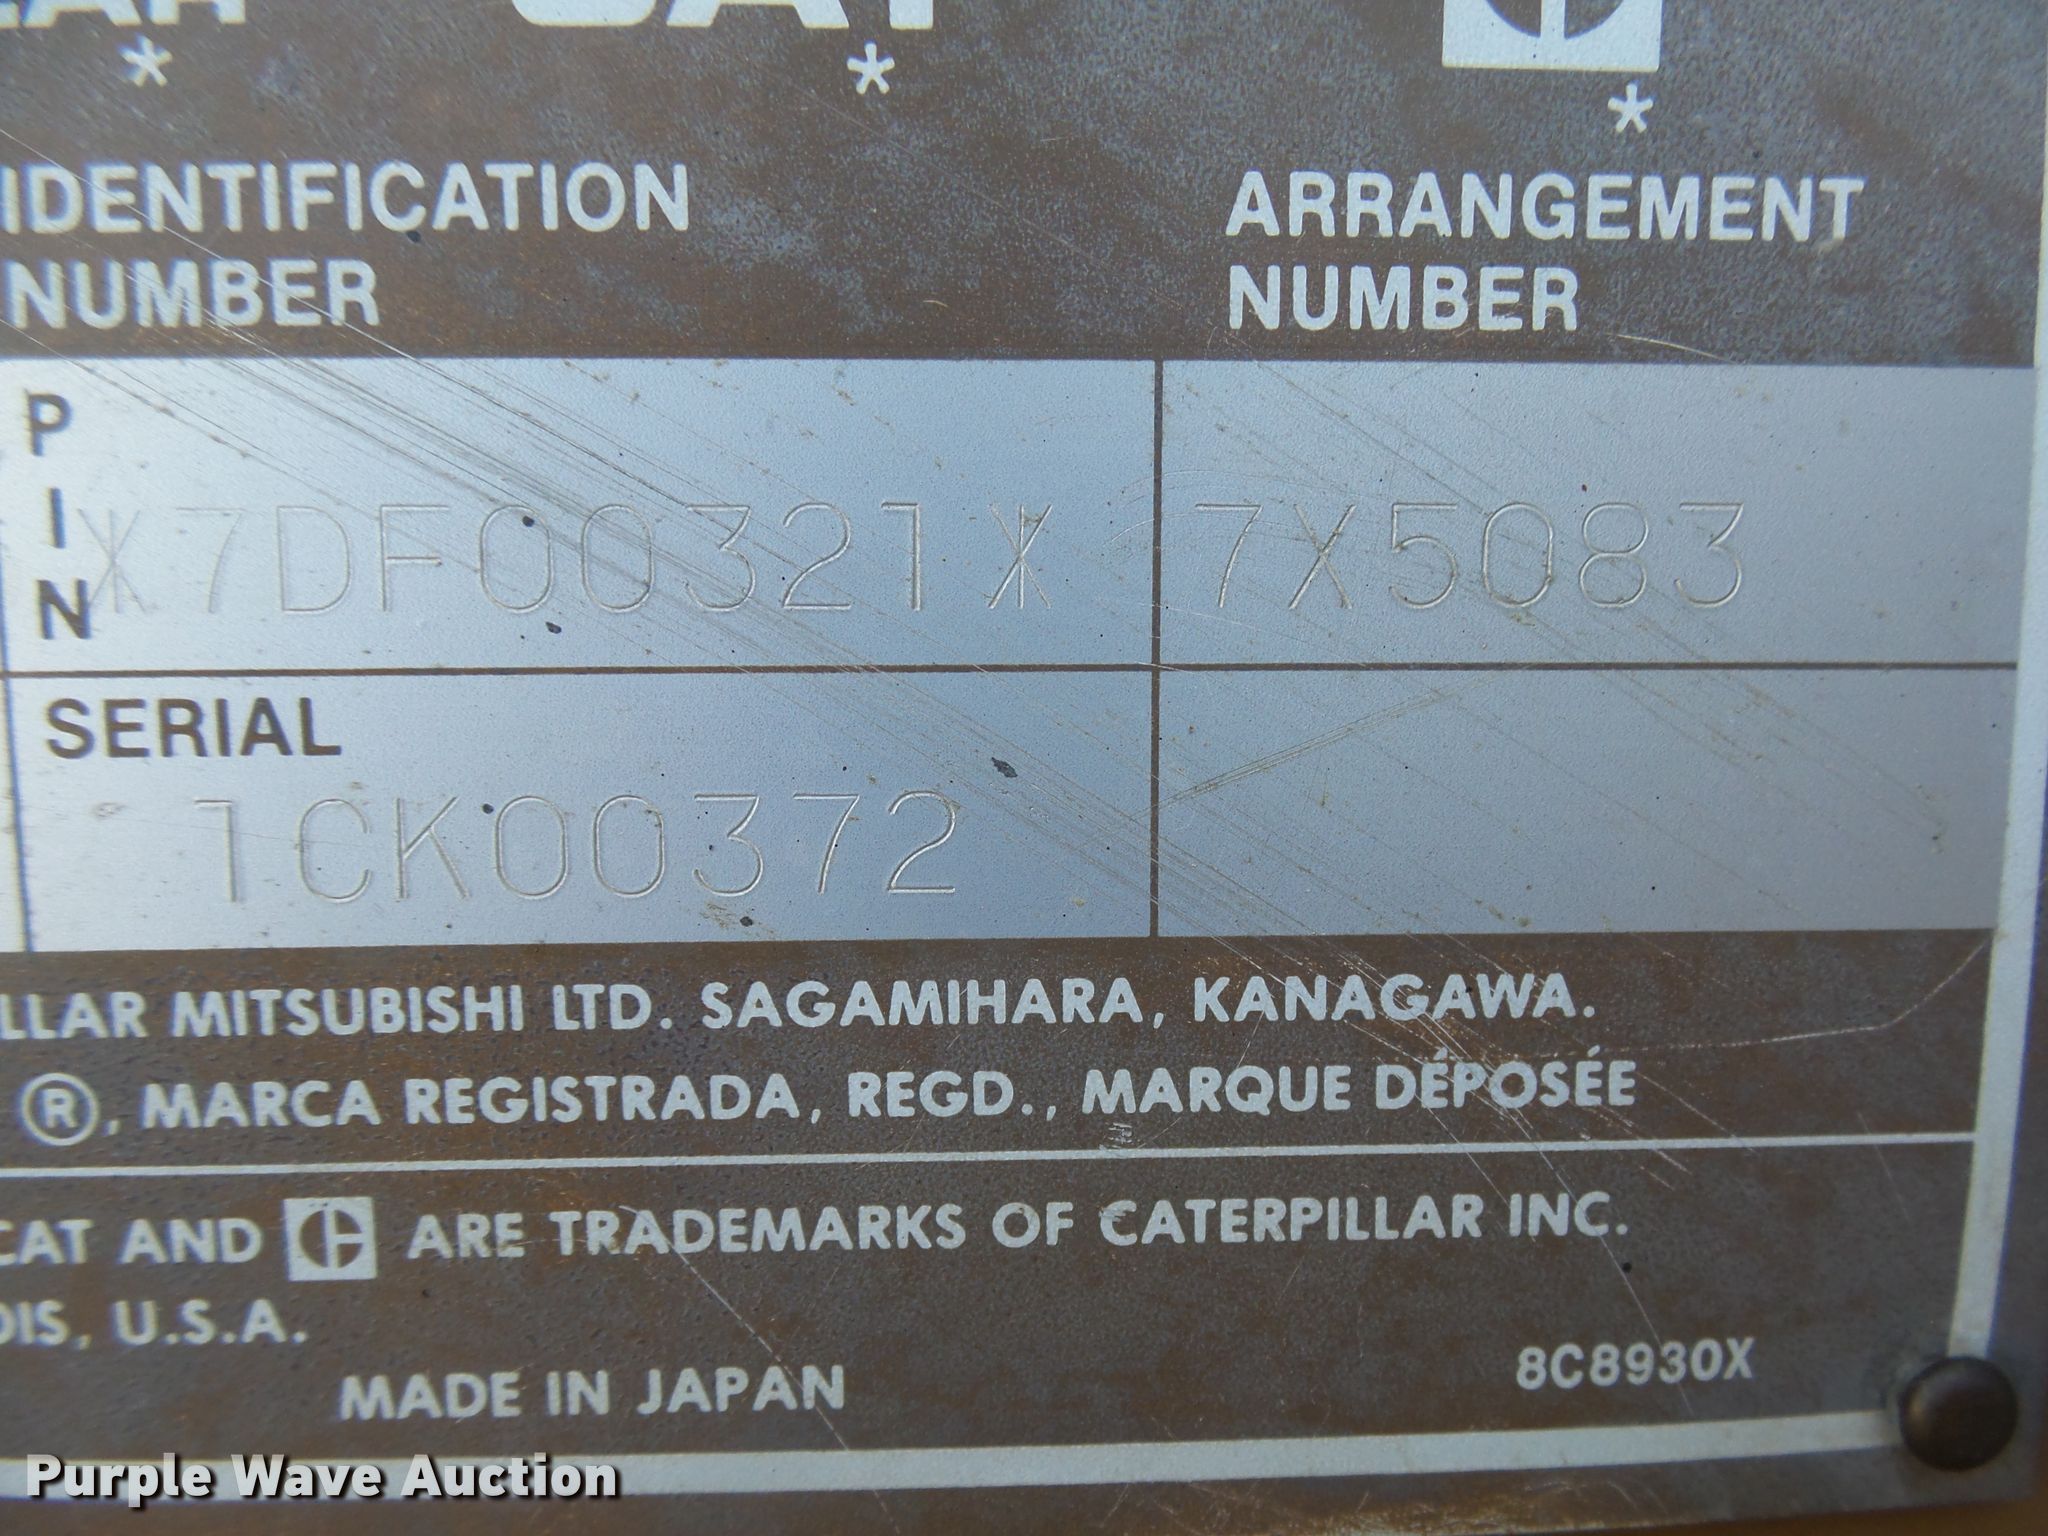 CAT
* * *
IDENTIFICATION NUMBER
ARRANGEMENT NUMBER
PIN
*7DF00321*
7X5083
SERIAL
1CK00372
LLAR MITSUBISHI LTD. SAGAMIHARA, KANAGAWA.
®, MARCA REGISTRADA, REGD., MARQUE DÉPOSÉE
CAT AND C ARE TRADEMARKS OF CATERPILLAR INC.
OIS, U.S.A.
MADE IN JAPAN
8C8930X
Purple Wave Auction